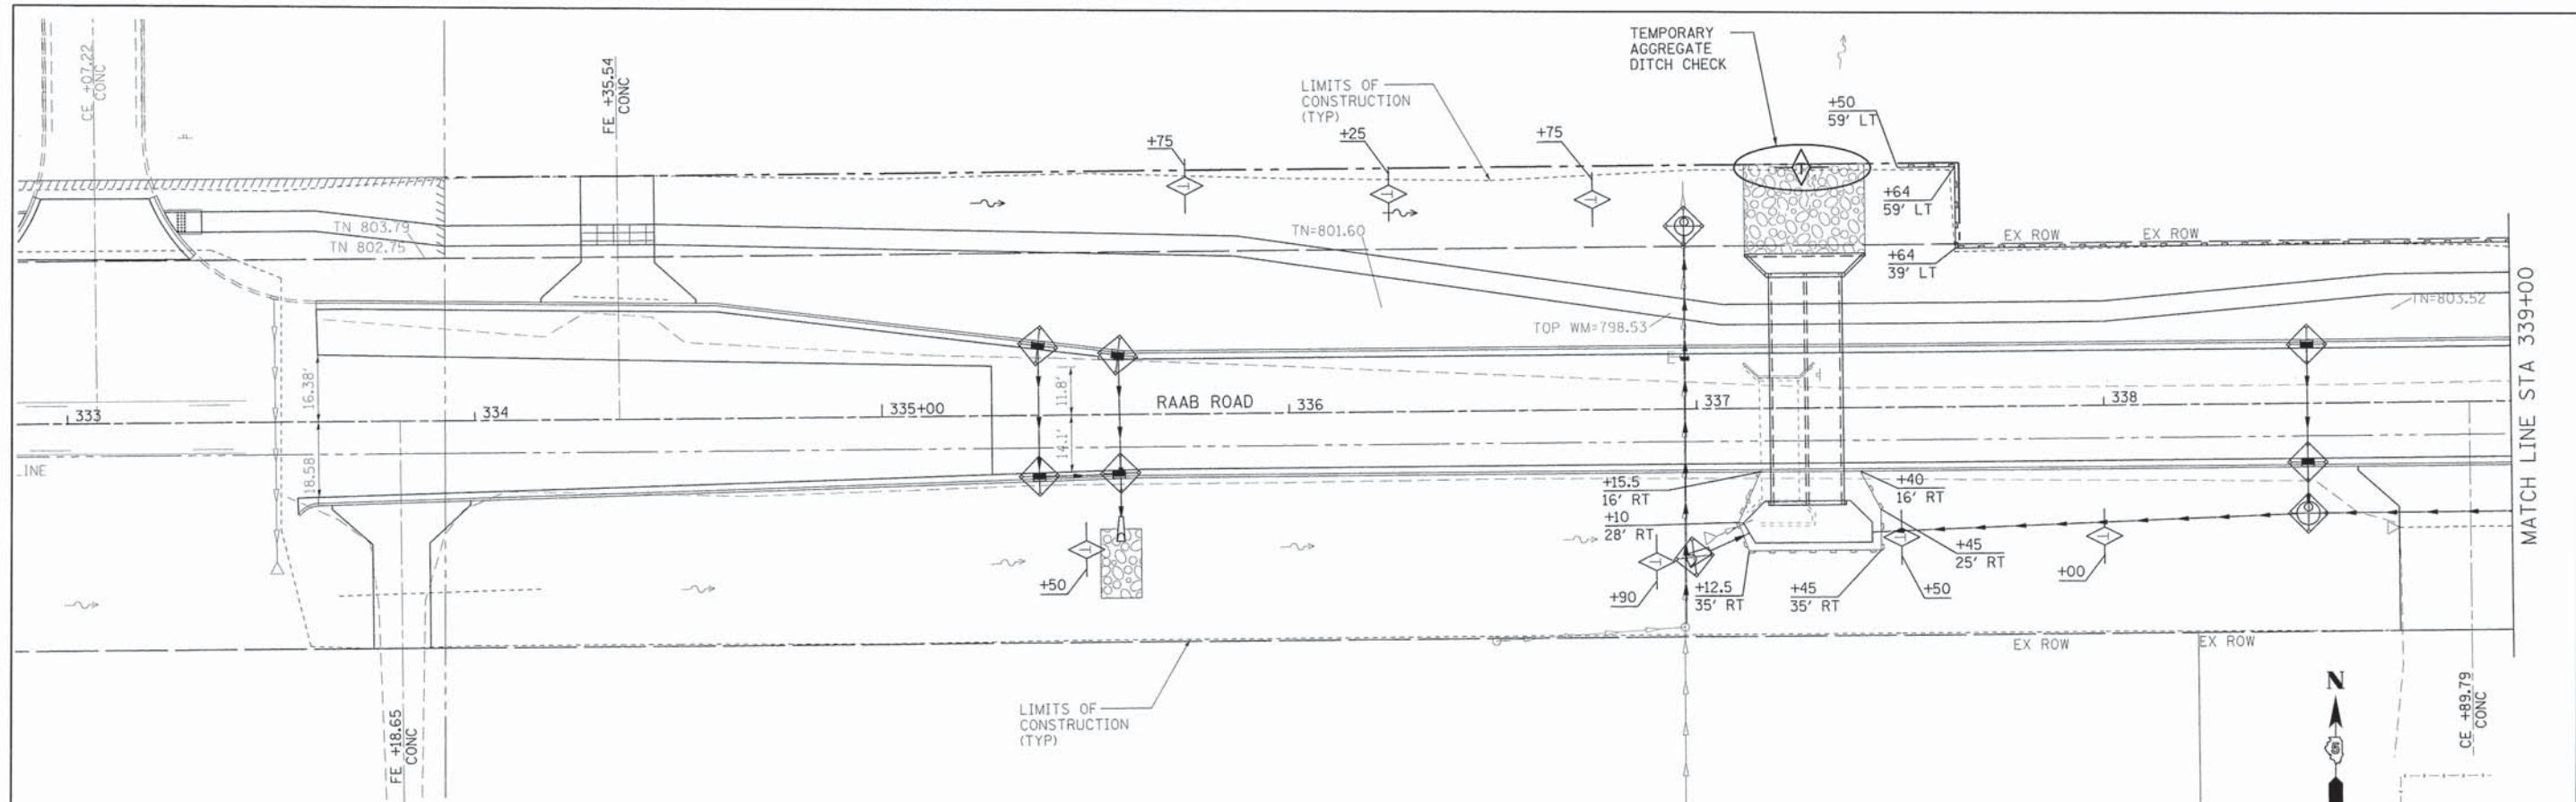 CE +07.22
CONC
FE +35.54
CONC
TEMPORARY
AGGREGATE
DITCH CHECK
LIMITS OF
CONSTRUCTION
(TYP)
+75
+25
+75
+50
59' LT
+64
59' LT
+64
39' LT
EX ROW
EX ROW
TN 803.79
TN 802.75
TN=801.60
TOP WM=798.53
TN=803.52
MATCH LINE STA 339+00
16.38'
11.8'
333
334
335+00
RAAB ROAD
336
337
338
18.58'
14.1'
LINE
+15.5
16' RT
+10
28' RT
+40
16' RT
+45
25' RT
+50
+90
+12.5
35' RT
+45
35' RT
+50
+00
EX ROW
EX ROW
LIMITS OF
CONSTRUCTION
(TYP)
FE +18.65
CONC
CE +89.79
CONC
N
T
T
T
T
T
T
T
T
E